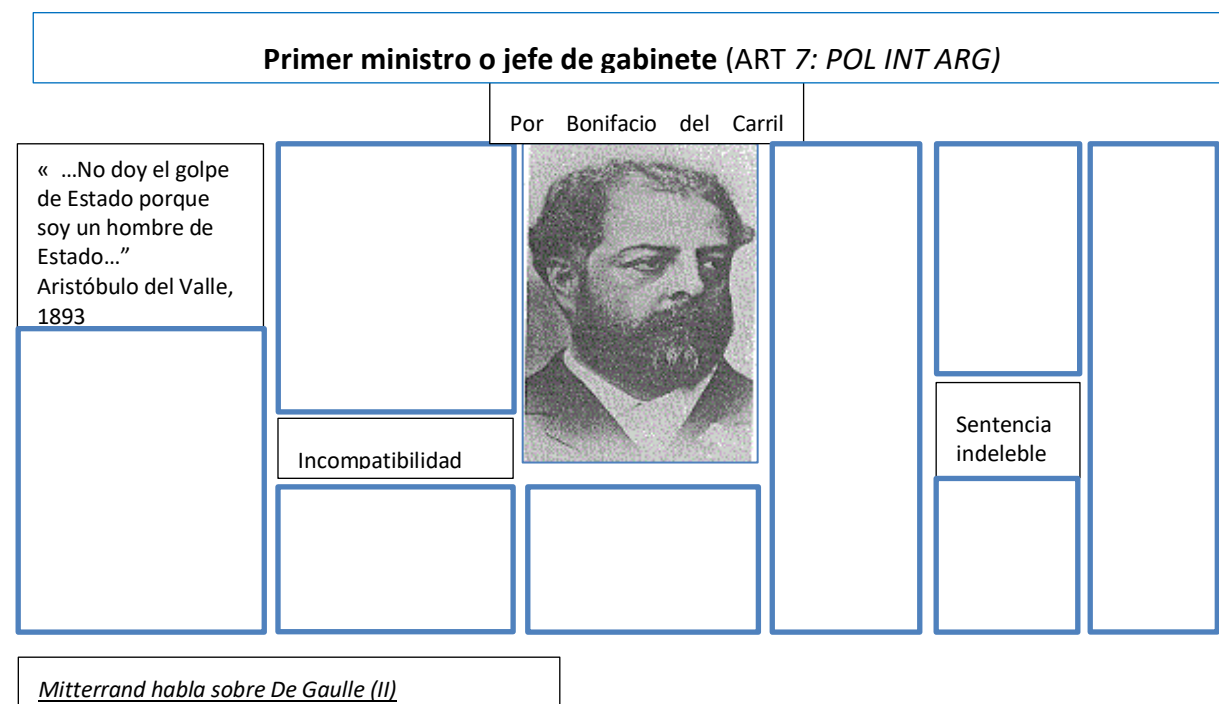 Primer ministro o jefe de gabinete (ART 7: POL INT ARG)
Por Bonifacio del Carril
« …No doy el golpe
de Estado porque
soy un hombre de
Estado…”
Aristóbulo del Valle,
1893
Incompatibilidad
Sentencia
indeleble
Mitterrand habla sobre De Gaulle (II)